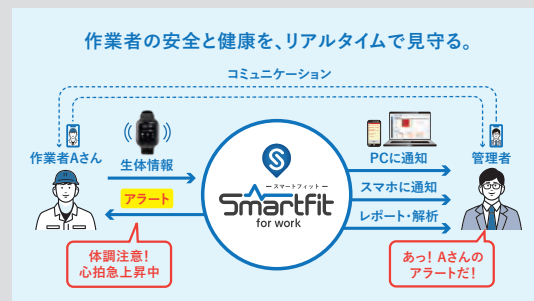 作業者の安全と健康を、リアルタイムで見守る。
コミュニケーション
作業者Aさん
生体情報
アラート
体調注意!
心拍急上昇中
S
スマートフィット
Smartfit
for work
PCに通知
スマホに通知
レポート・解析
管理者
あっ! Aさんの
アラートだ!